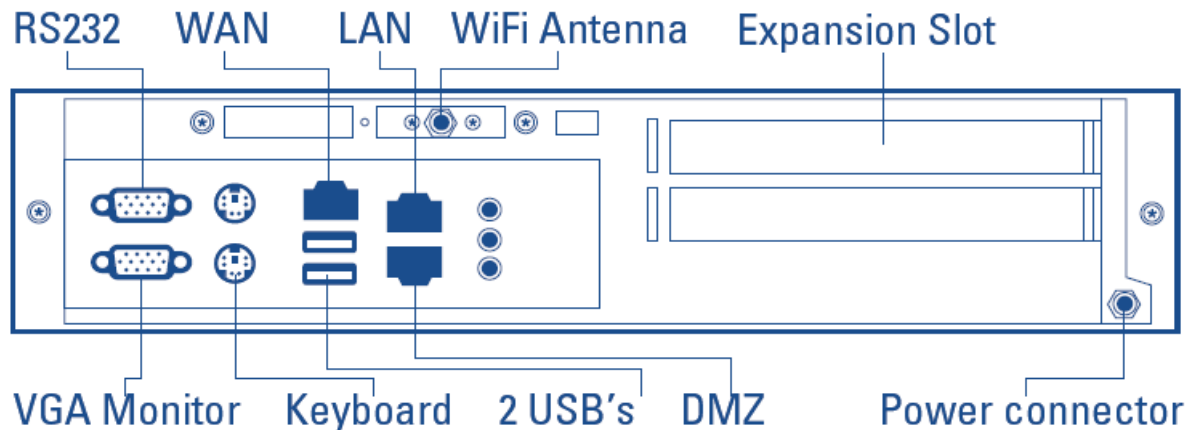 RS232 WAN LAN WiFi Antenna Expansion Slot
VGA Monitor Keyboard 2 USB's DMZ Power connector